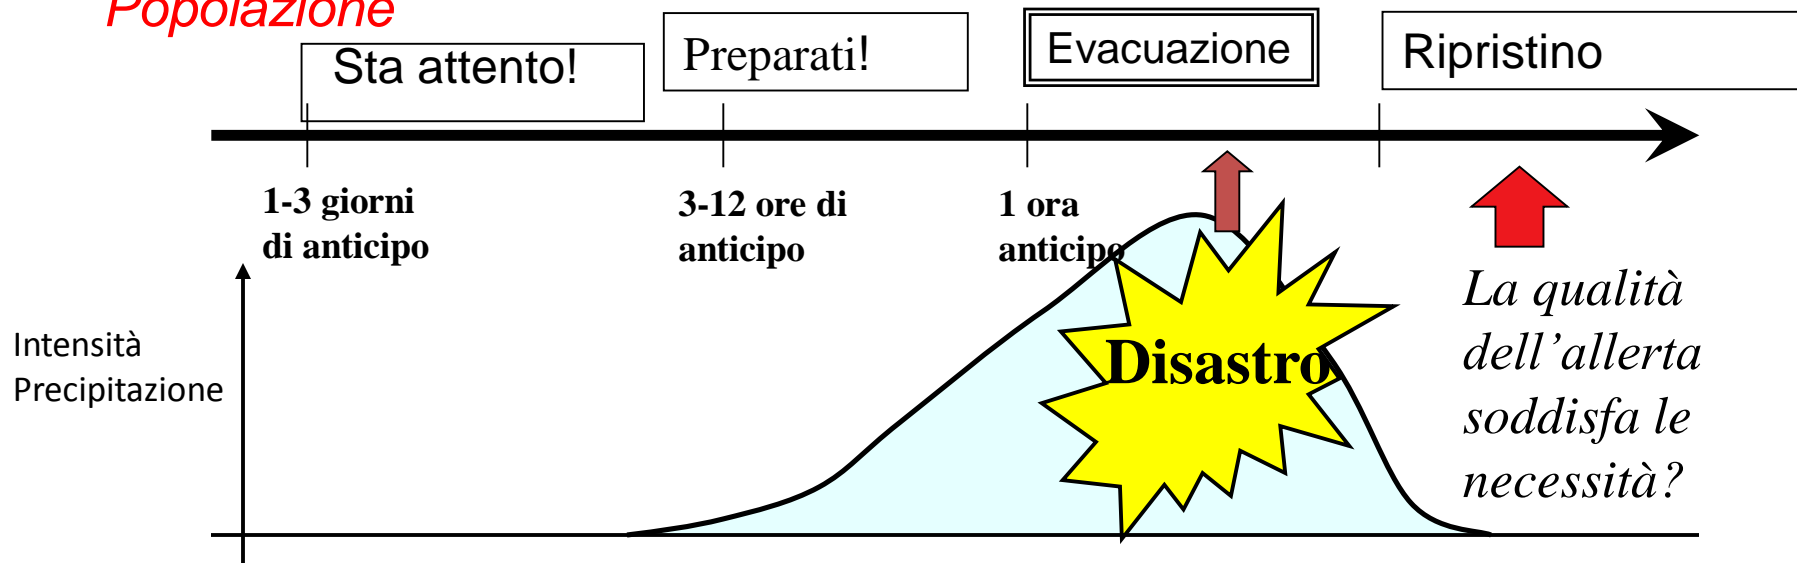 Popolazione
Sta attento!
Preparati!
Evacuazione
Ripristino
1-3 giorni
di anticipo
3-12 ore di
anticipo
1 ora
anticipo
Intensità
Precipitazione
Disastro
La qualità
dell’allerta
soddisfa le
necessità?